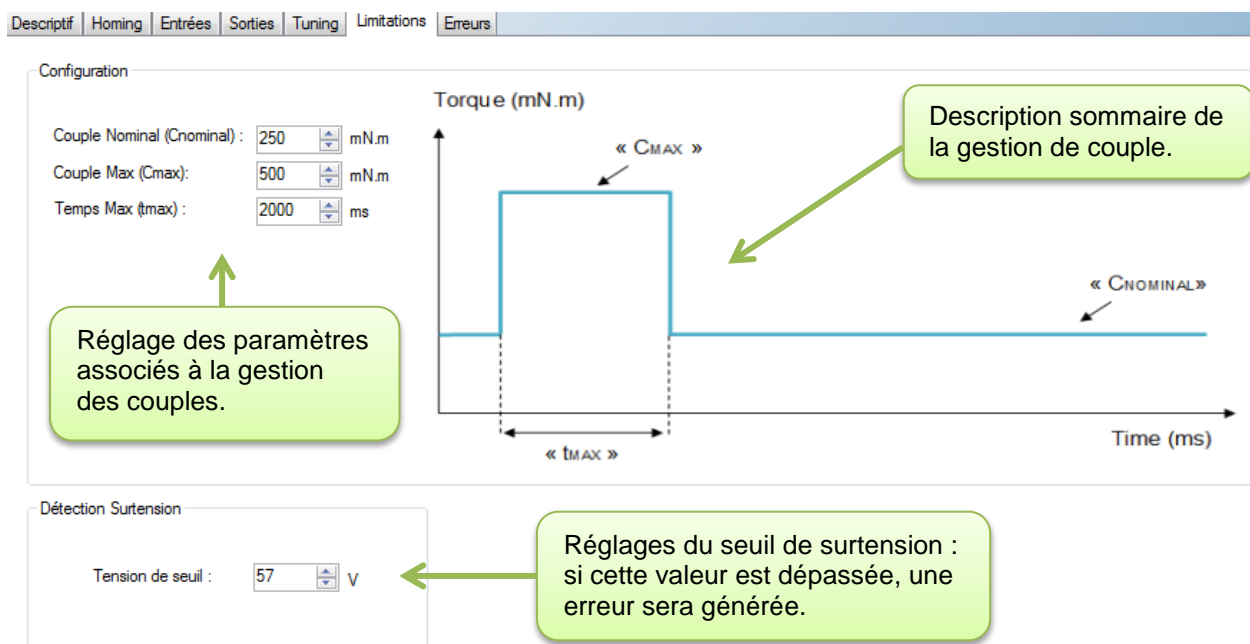 Descriptif Homing Entrées Sorties Tuning Limitations Erreurs
Configuration
Couple Nominal (Cnominal) : 250 mN.m
Couple Max (Cmax): 500 mN.m
Temps Max (tmax) : 2000 ms
Réglage des paramètres
associés à la gestion
des couples.
Torque (mN.m)
« CMAX »
Description sommaire de
la gestion de couple.
« CNOMINAL»
Time (ms)
« tMAX »
Détection Surtension
Tension de seuil : 57 V
Réglages du seuil de surtension :
si cette valeur est dépassée, une
erreur sera générée.